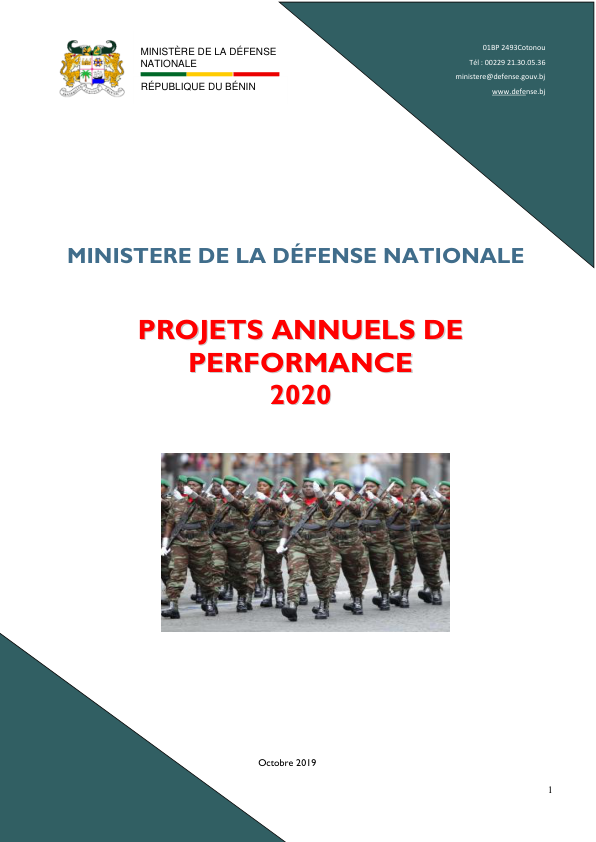 MINISTÈRE DE LA DÉFENSE
NATIONALE
RÉPUBLIQUE DU BÉNIN
01BP 2493Cotonou
Tél : 00229 21.30.05.36
ministere@defense.gouv.bj
www.defense.bj
MINISTERE DE LA DÉFENSE NATIONALE
PROJETS ANNUELS DE
PERFORMANCE
2020
Octobre 2019
1